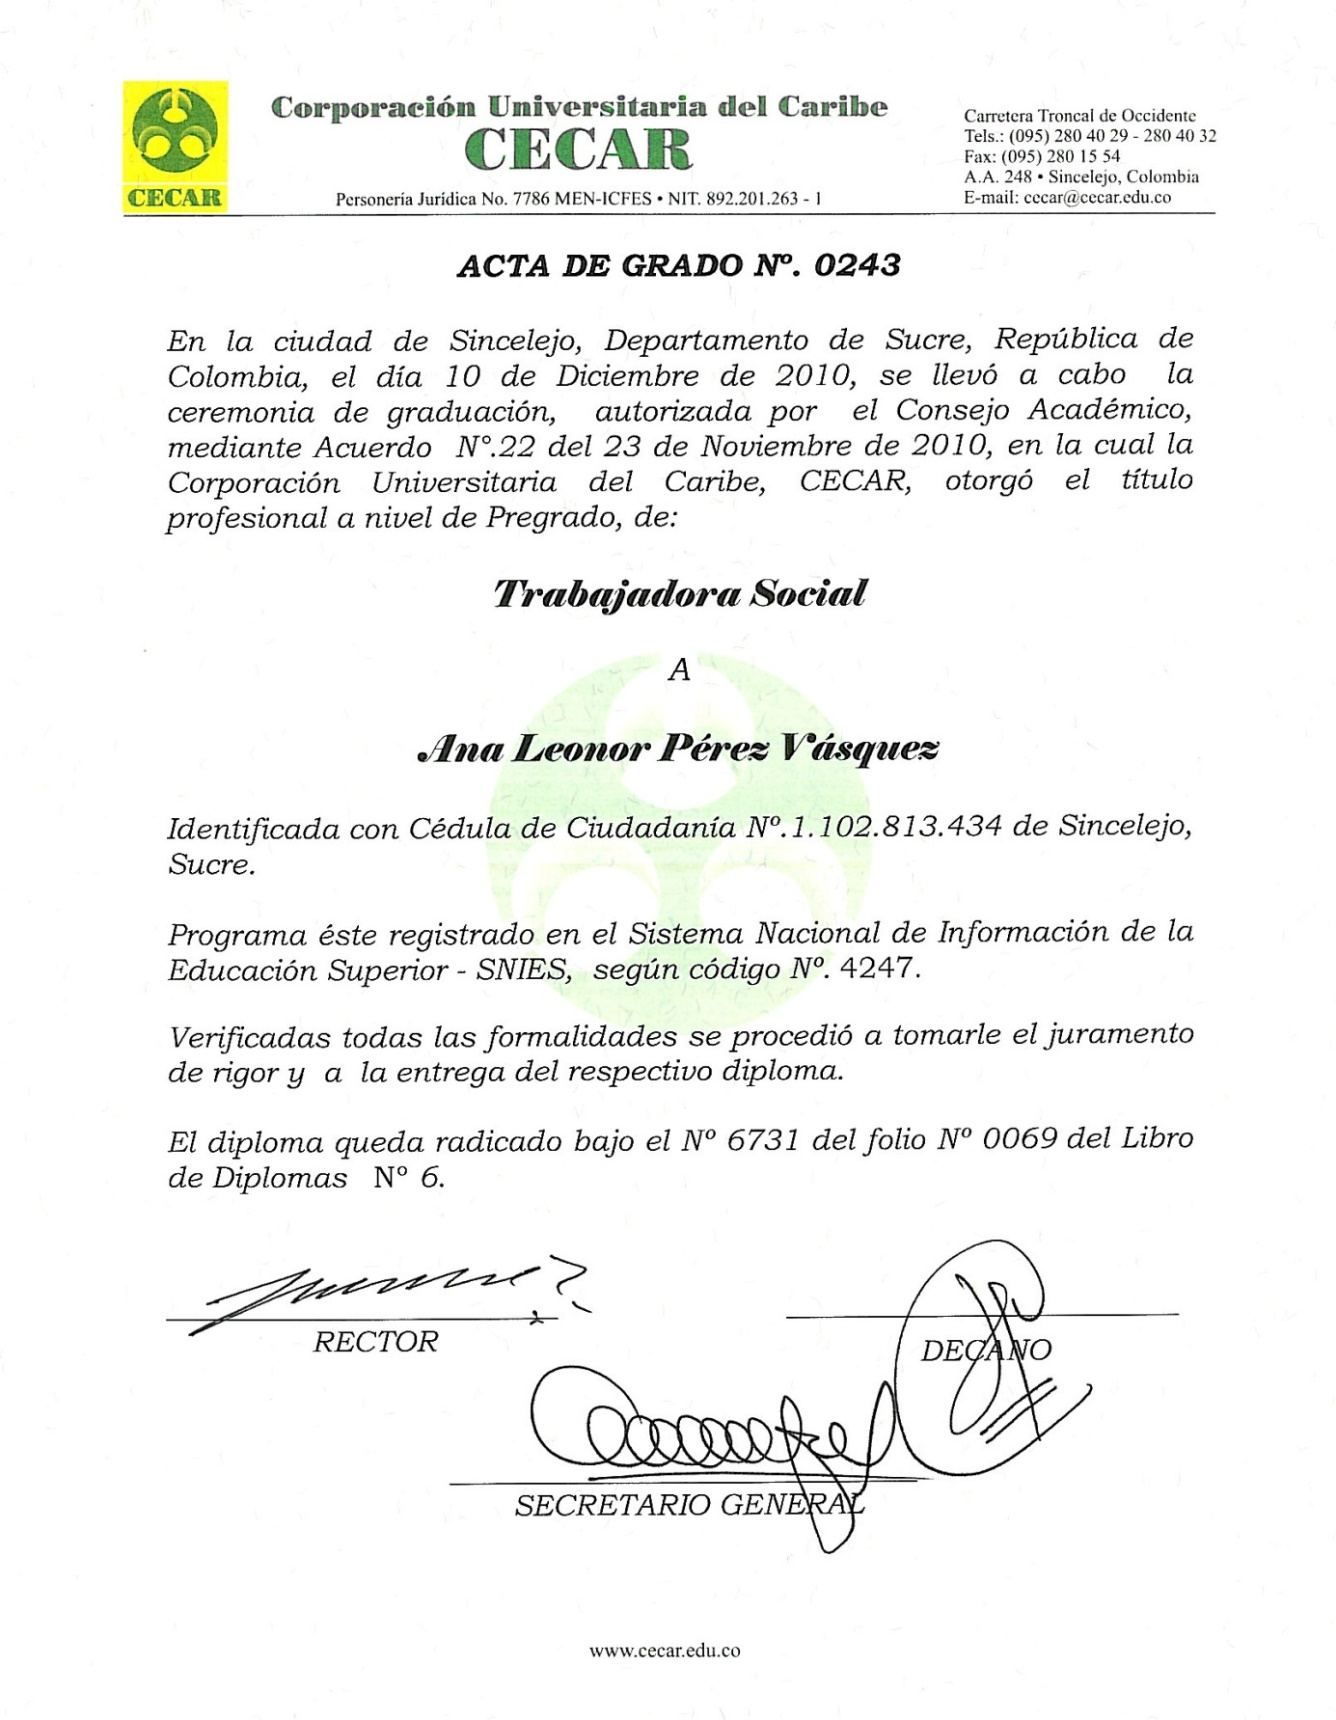 CECAR
Corporación Universitaria del Caribe
CECAR
Personería Jurídica No. 7786 MEN-ICFES • NIT. 892.201.263 - 1
Carretera Troncal de Occidente
Tels.: (095) 280 40 29 - 280 40 32
Fax: (095) 280 15 54
A.A. 248 • Sincelejo, Colombia
E-mail: cecar@cecar.edu.co
ACTA DE GRADO Nº. 0243
En la ciudad de Sincelejo, Departamento de Sucre, República de
Colombia, el día 10 de Diciembre de 2010, se llevó a cabo la
ceremonia de graduación, autorizada por el Consejo Académico,
mediante Acuerdo N°.22 del 23 de Noviembre de 2010, en la cual la
Corporación Universitaria del Caribe, CECAR, otorgó el título
profesional a nivel de Pregrado, de:
Trabajadora Social
A
Ana Leonor Pérez Vásquez
Identificada con Cédula de Ciudadanía Nº.1.102.813.434 de Sincelejo,
Sucre.
Programa éste registrado en el Sistema Nacional de Información de la
Educación Superior - SNIES, según código Nº. 4247.
Verificadas todas las formalidades se procedió a tomarle el juramento
de rigor y a la entrega del respectivo diploma.
El diploma queda radicado bajo el Nº 6731 del folio Nº 0069 del Libro
de Diplomas Nº 6.
RECTOR
DECANO
SECRETARIO GENERAL
www.cecar.edu.co